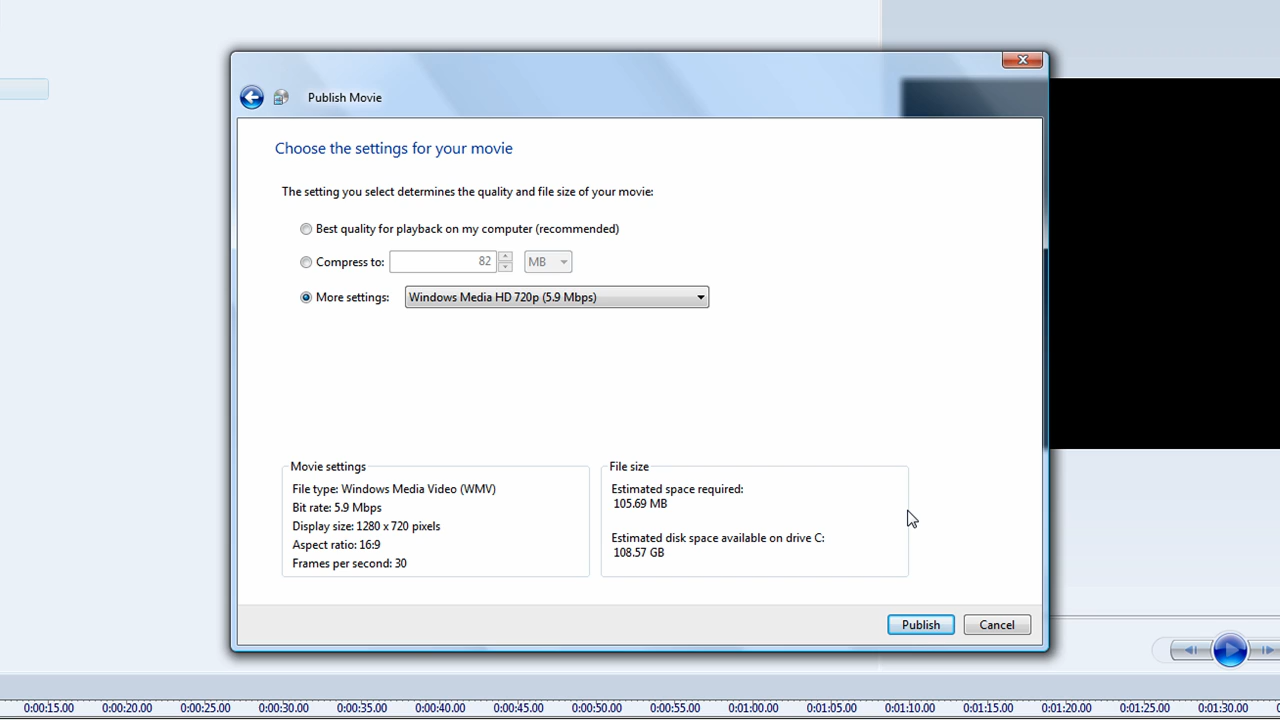 Publish Movie
Choose the settings for your movie
The setting you select determines the quality and file size of your movie:
Best quality for playback on my computer (recommended)
Compress to: 82 MB
More settings: Windows Media HD 720p (5.9 Mbps)
Movie settings
File type: Windows Media Video (WMV)
Bit rate: 5.9 Mbps
Display size: 1280 x 720 pixels
Aspect ratio: 16:9
Frames per second: 30
File size
Estimated space required:
105.69 MB
Estimated disk space available on drive C:
108.57 GB
Publish Cancel
0:00:15.00 0:00:20.00 0:00:25.00 0:00:30.00 0:00:35.00 0:00:40.00 0:00:45.00 0:00:50.00 0:00:55.00 0:01:00.00 0:01:05.00 0:01:10.00 0:01:15.00 0:01:20.00 0:01:25.00 0:01:30.00